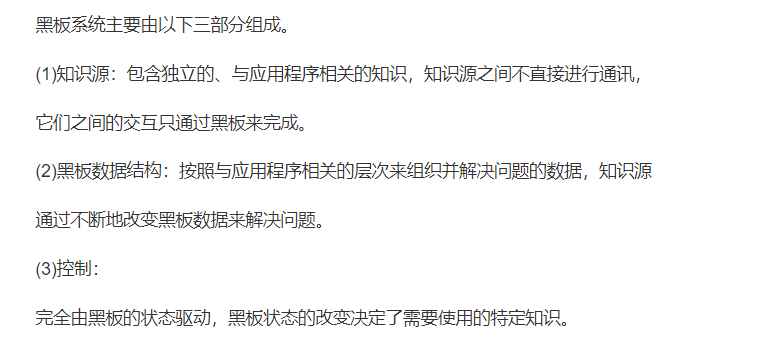 黑板系统主要由以下三部分组成。
(1)知识源：包含独立的、与应用程序相关的知识，知识源之间不直接进行通讯，
它们之间的交互只通过黑板来完成。
(2)黑板数据结构：按照与应用程序相关的层次来组织并解决问题的数据，知识源
通过不断地改变黑板数据来解决问题。
(3)控制：
完全由黑板的状态驱动，黑板状态的改变决定了需要使用的特定知识。